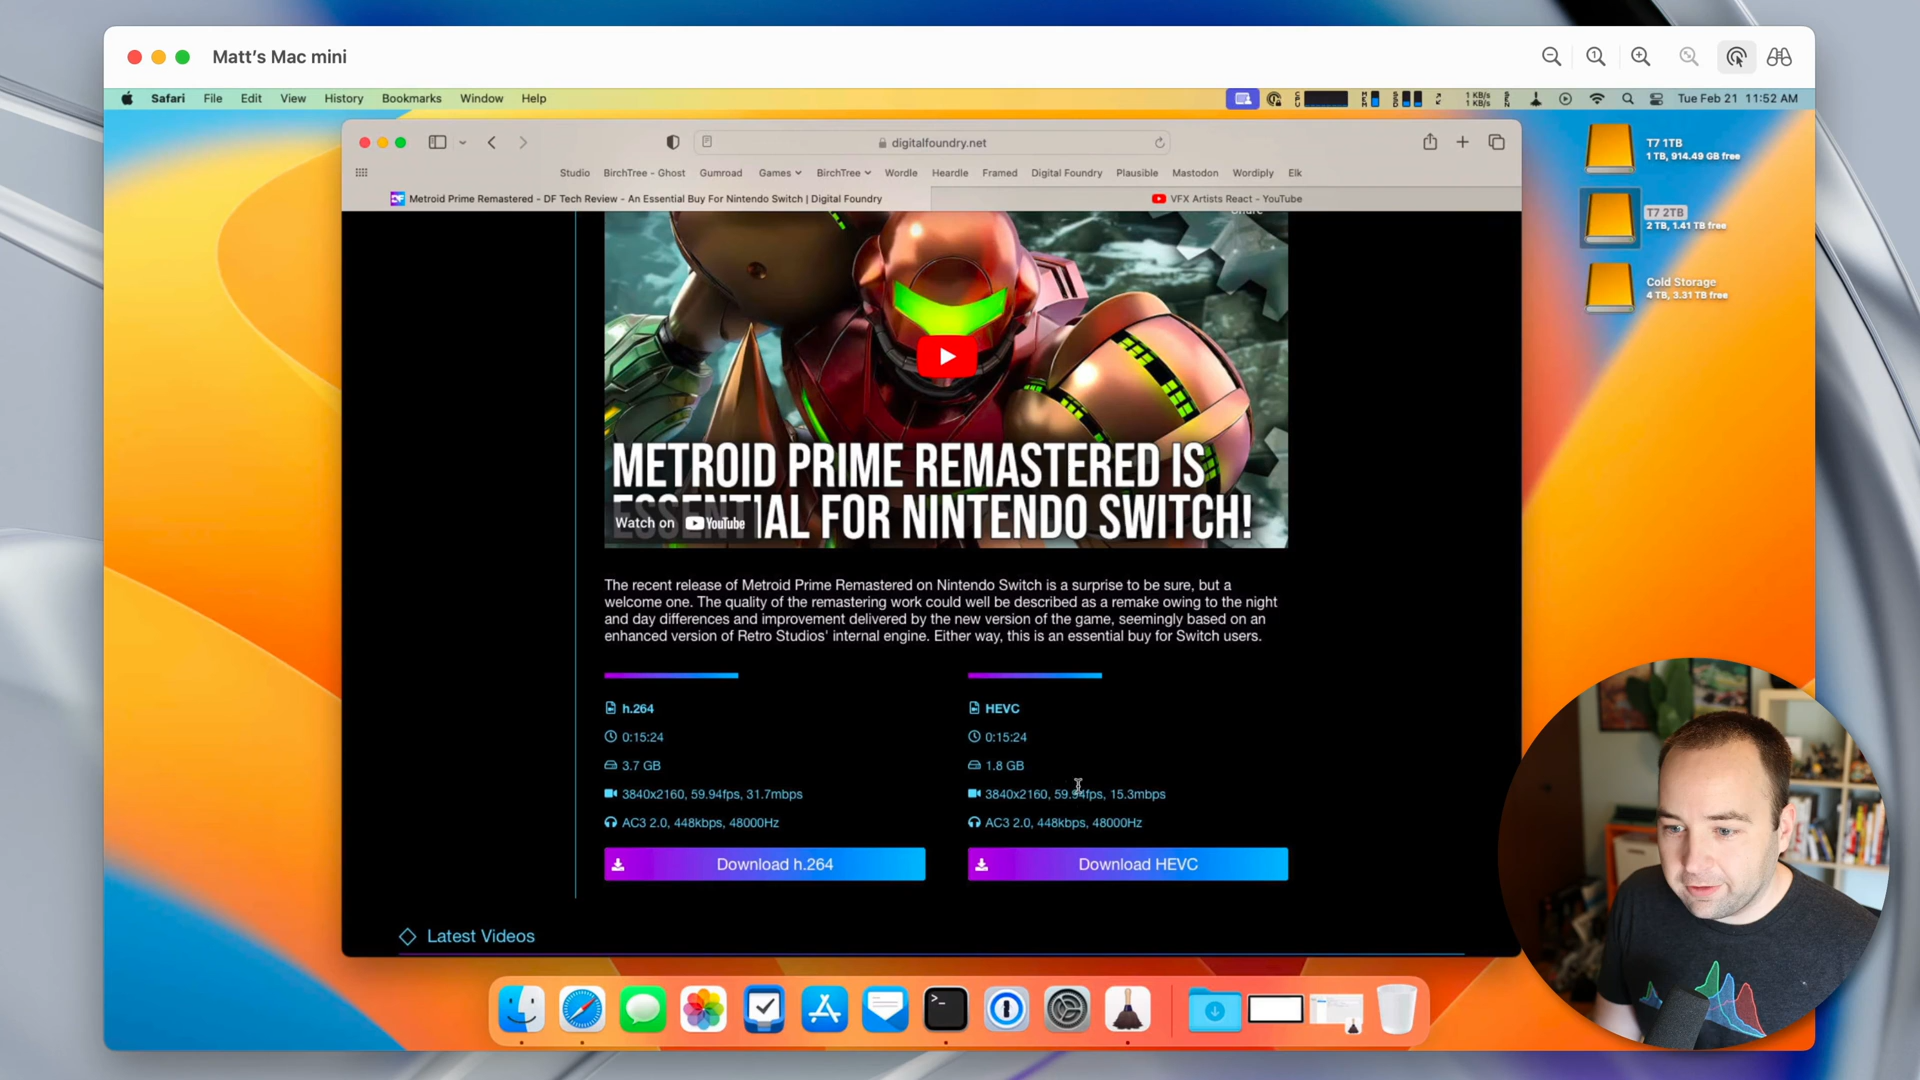 Matt's Mac mini
Safari File Edit View History Bookmarks Window Help
1 KB/s
1 KB/s
Tue Feb 21 11:52 AM
digitalfoundry.net
Studio BirchTree - Ghost Gumroad Games BirchTree Wordle Heardle Framed Digital Foundry Plausible Mastodon Wordiply Elk
Metroid Prime Remastered - DF Tech Review - An Essential Buy For Nintendo Switch | Digital Foundry
VFX Artists React - YouTube
T7 1TB
1 TB, 914.49 GB free
T7 2TB
2 TB, 1.41 TB free
Cold Storage
4 TB, 3.31 TB free
Share
METROID PRIME REMASTERED IS
ESSENTIAL FOR NINTENDO SWITCH!
Watch on YouTube
The recent release of Metroid Prime Remastered on Nintendo Switch is a surprise to be sure, but a
welcome one. The quality of the remastering work could well be described as a remake owing to the night
and day differences and improvement delivered by the new version of the game, seemingly based on an
enhanced version of Retro Studios' internal engine. Either way, this is an essential buy for Switch users.
h.264
0:15:24
3.7 GB
3840x2160, 59.94fps, 31.7mbps
AC3 2.0, 448kbps, 48000Hz
Download h.264
HEVC
0:15:24
1.8 GB
3840x2160, 59.94fps, 15.3mbps
AC3 2.0, 448kbps, 48000Hz
Download HEVC
Latest Videos